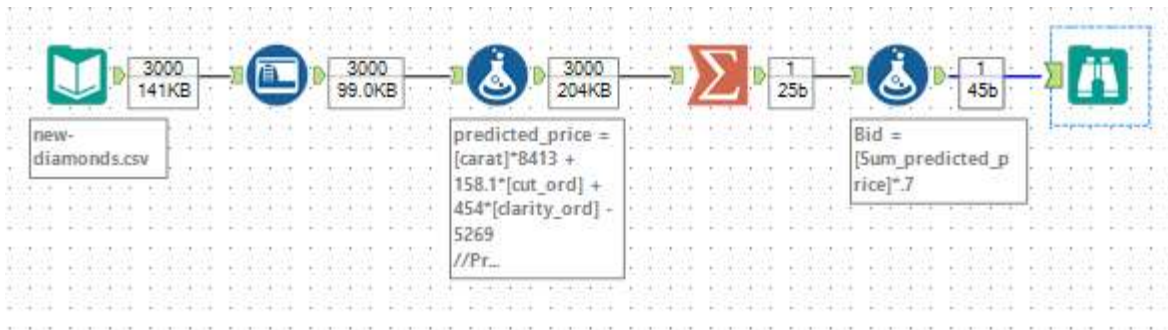 3000
141KB
3000
99.0KB
3000
204KB
1
25b
1
45b
new-
diamonds.csv
predicted_price =
[carat]*8413 +
158.1*[cut_ord] +
454*[clarity_ord] -
5269
//Pr...
Bid =
[Sum_predicted_p
rice]*.7